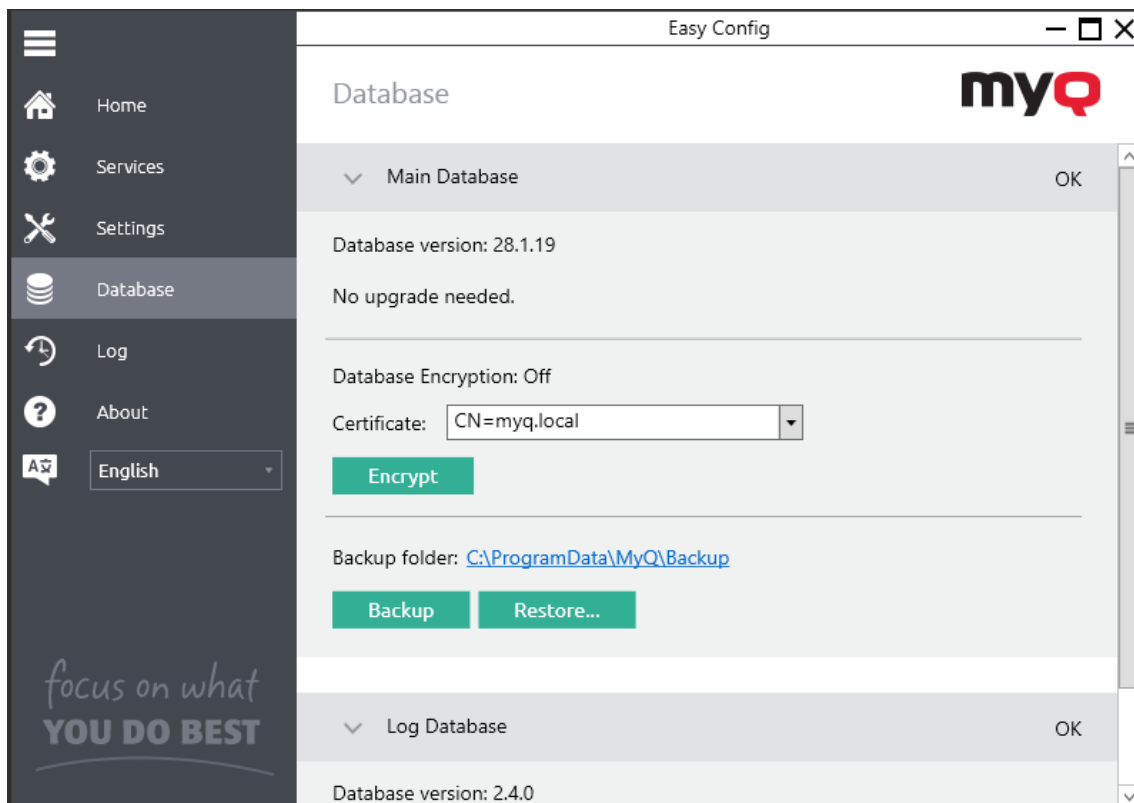 Easy Config
Home
Services
Settings
Database
Log
About
English
focus on what
YOU DO BEST
Database
myQ
Main Database
OK
Database version: 28.1.19
No upgrade needed.
Database Encryption: Off
Certificate: CN=myq.local
Encrypt
Backup folder: C:\ProgramData\MyQ\Backup
Backup Restore...
Log Database
OK
Database version: 2.4.0